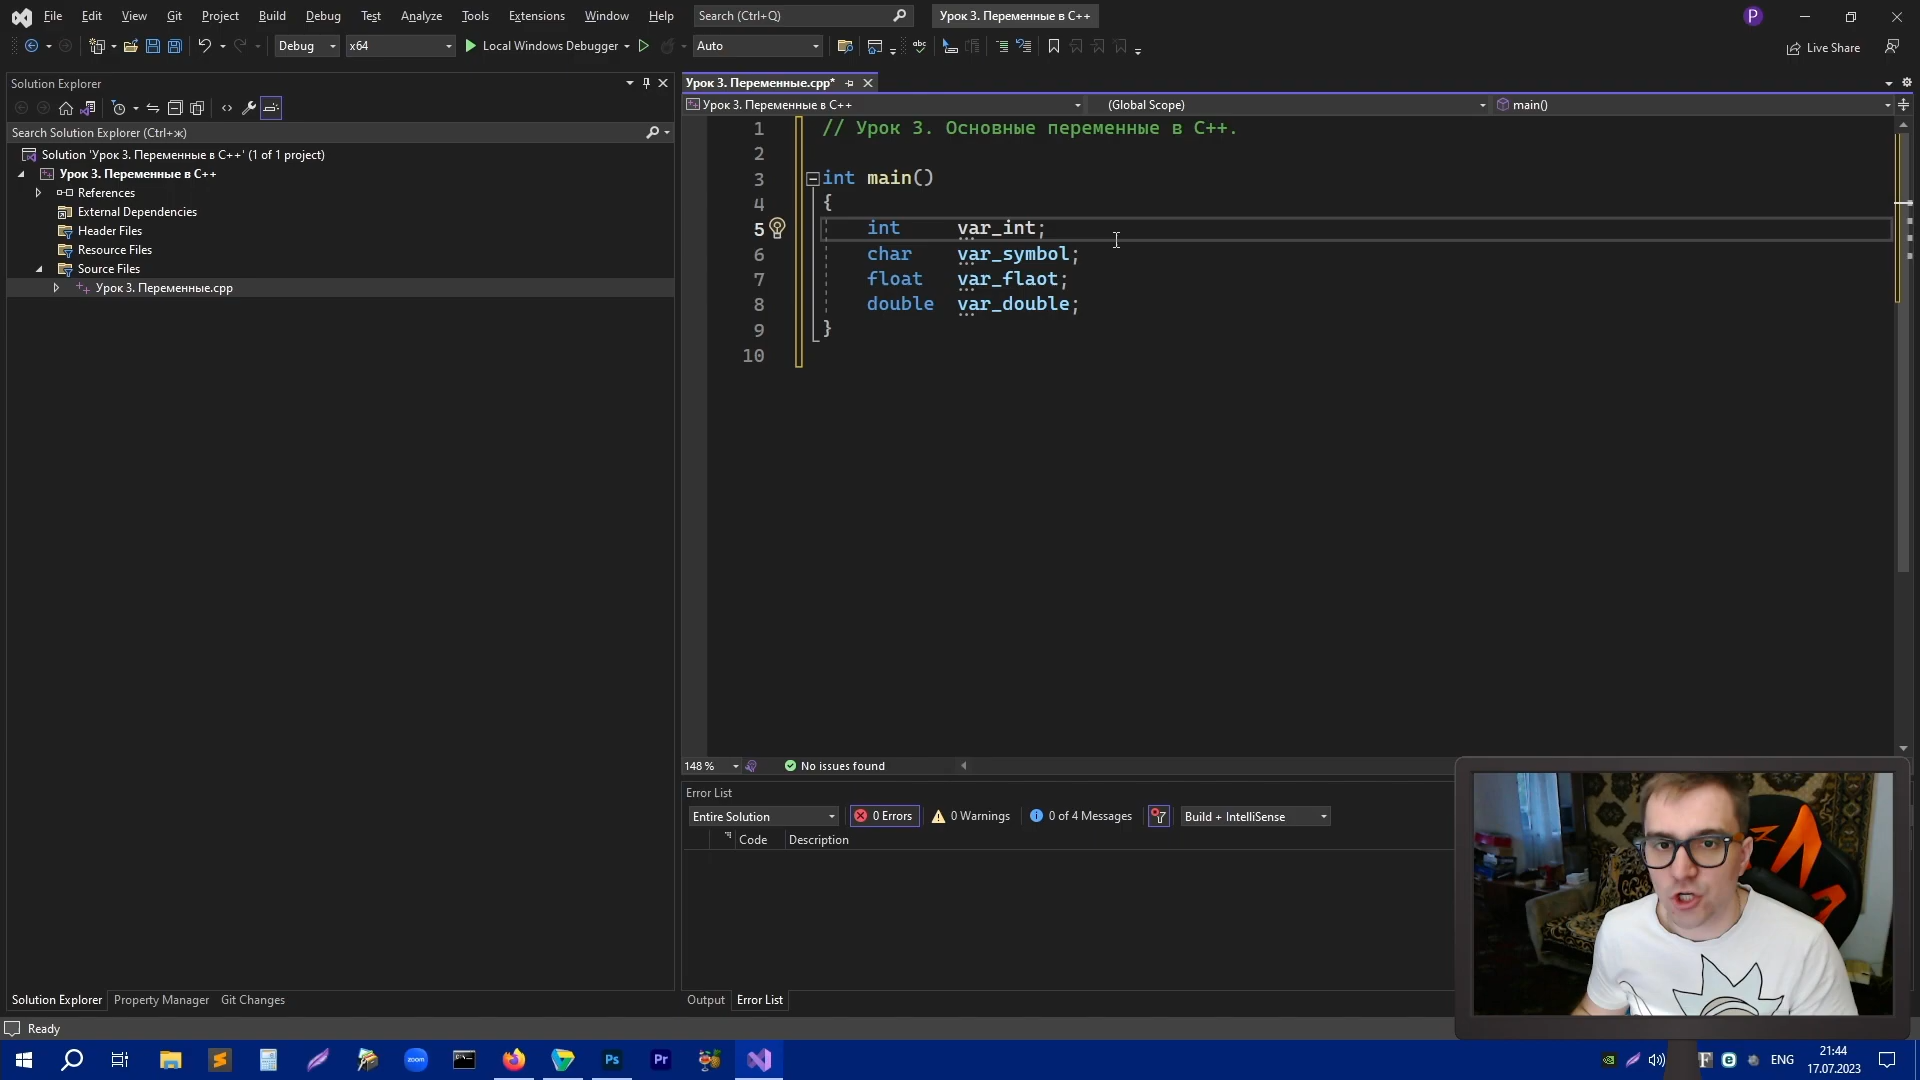 File Edit View Git Project Build Debug Test Analyze Tools Extensions Window Help Search (Ctrl+Q) Урок 3. Переменные в С++ P
Debug x64 Local Windows Debugger Auto Live Share
Solution Explorer
Search Solution Explorer (Ctrl+ж)
Solution 'Урок 3. Переменные в С++' (1 of 1 project)
Урок 3. Переменные в С++
References
External Dependencies
Header Files
Resource Files
Source Files
Урок 3. Переменные.cpp
Урок 3. Переменные.cpp*
Урок 3. Переменные в С++ (Global Scope) main()
1 // Урок 3. Основные переменные в С++.
2
3 int main()
4 {
5 int var_int;
6 char var_symbol;
7 float var_flaot;
8 double var_double;
9 }
10
148 % No issues found
Error List
Entire Solution 0 Errors 0 Warnings 0 of 4 Messages Build + IntelliSense
Code Description
Solution Explorer Property Manager Git Changes
Output Error List
Ready
zoom Ps Pr F e ENG 21:44
17.07.2023